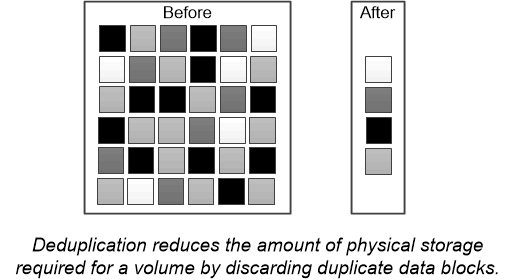 Before
After
Deduplication reduces the amount of physical storage
required for a volume by discarding duplicate data blocks.